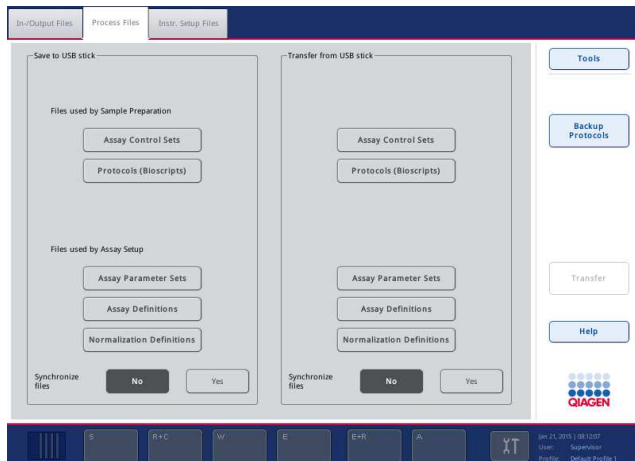 In-/Output Files
Process Files
Instr. Setup Files
Save to USB stick
Files used by Sample Preparation
Assay Control Sets
Protocols (Bioscripts)
Files used by Assay Setup
Assay Parameter Sets
Assay Definitions
Normalization Definitions
Synchronize
files
No
Yes
Transfer from USB stick
Assay Control Sets
Protocols (Bioscripts)
Assay Parameter Sets
Assay Definitions
Normalization Definitions
Synchronize
files
No
Yes
Tools
Backup
Protocols
Transfer
Help
QIAGEN
S
R+C
W
E
E+R
A
Jan 21, 2015 | 08:12:07
User: Supervisor
Profile: Default Profile 1